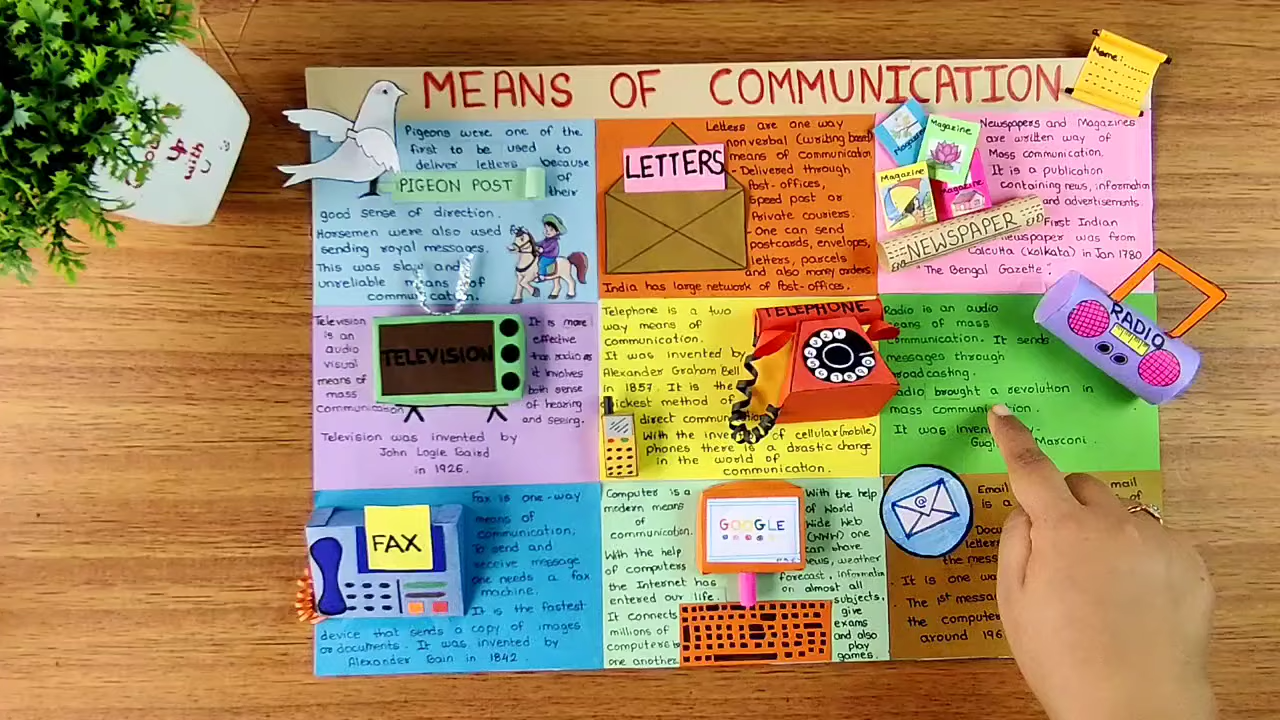 MEANS OF COMMUNICATION
Name:
Pigeons were one of the
first to be used to
deliver letters because
of
PIGEON POST
their
good sense of direction.
Horsemen were also used
sending royal messages.
This was slow and
unreliable means of
communication.
Letters are one way
nonverbal (writing based)
means of communication
LETTERS
- Delivered through
Post-offices,
Speed post or
Private couriers.
- One can send
postcards, envelopes,
letters, parcels
and also money orders.
India has large network of Post-offices.
Magazine
Magazine
Magazine
Magazine
NEWSPAPER
Newspapers and Magazines
are written way of
Mass communication.
It is a publication
containing news, information
and advertisements
First Indian
Newspaper was from
Calcutta (Kolkata) in Jan 1780
"The Bengal Gazette".
Television
is an
audio
visual
means of
mass
Communication
TELEVISION
It is more
effective
than radio as
it involves
both sense
of hearing
and seeing.
Television was invented by
John Logie Baird
in 1926.
Telephone is a two
way means of
communication.
It was invented by
Alexander Graham Bell
in 1857. It is the
quickest method of
direct communication
With the of cellular(mobile)
phones there is a drastic change
in the world of
communication.
TELEPHONE
Radio is an audio
means of mass
communication. It sends
messages through
broadcasting.
Radio brought a revolution in
mass communication.
It was
Marconi.
RADIO
FAX
Fax is one-way
means of
communication.
To send and
receive message
one needs a fax
machine.
It is the fastest
device that sends a copy of images
or documents. It was invented by
Alexander Bain in 1842.
Computer is a
modern means
of
communication.
With the help
of computers
the Internet has
entered our life.
It connects
millions of
computers to
one another
GOOGLE
With the help
of World
Wide Web
(WWW) one
can share
news, weather
forecast, information
on almost all
subjects,
give
exams
and also
play
games.
@
Email
is a
the
It is one
The 1st
the computer
around